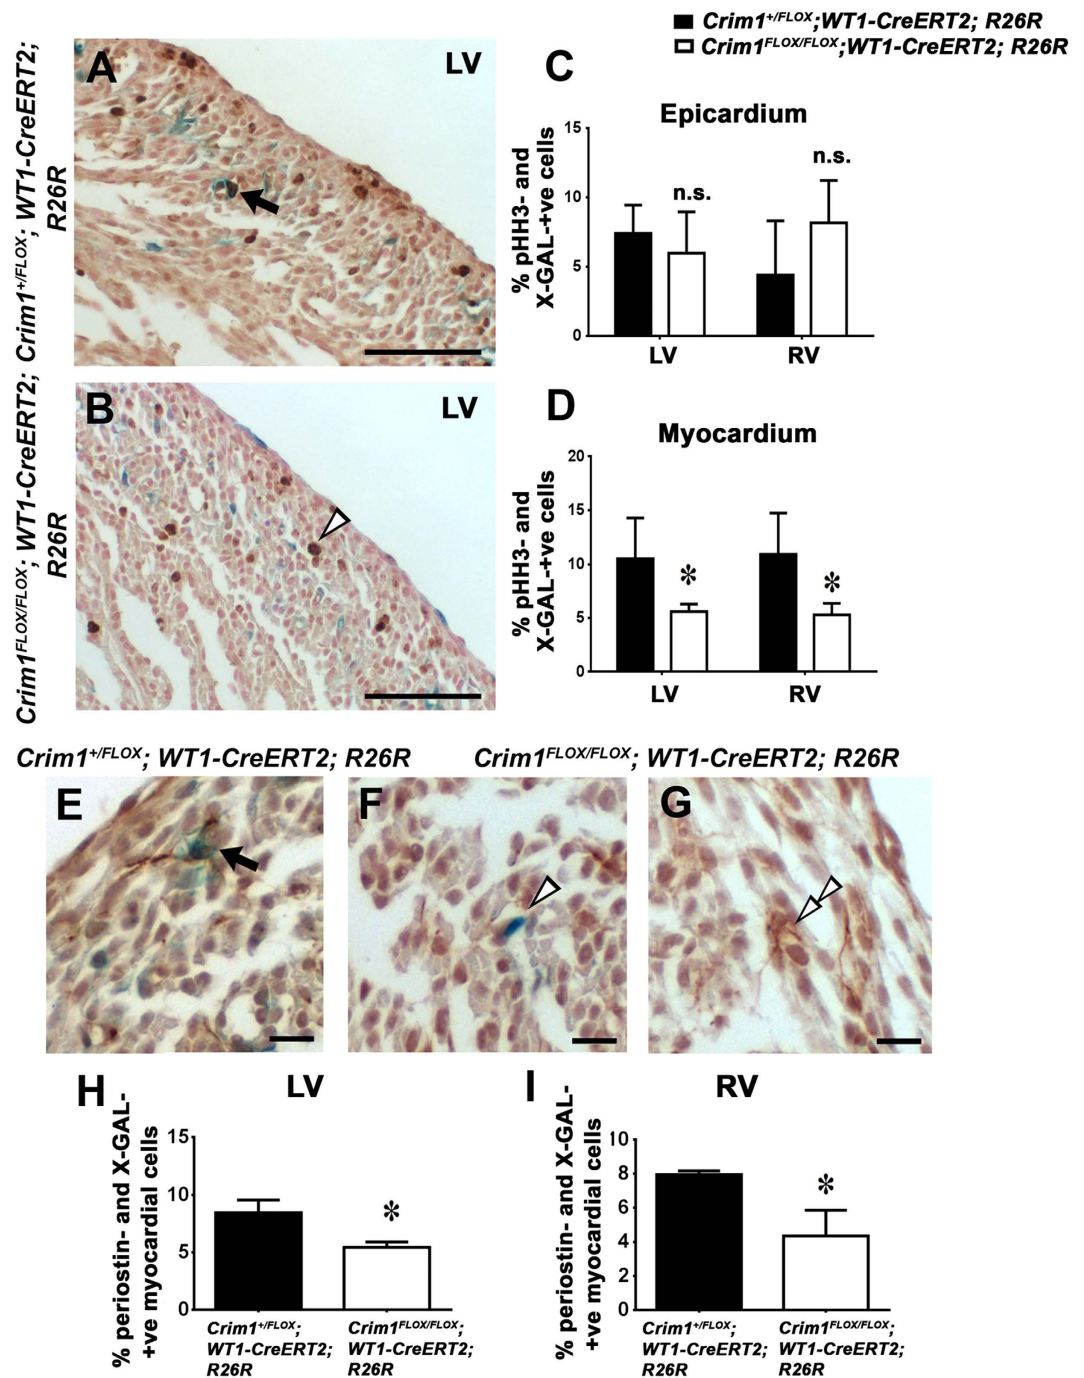 Crim1+/FLOX;WT1-CreERT2; R26R
Crim1FLOX/FLOX;WT1-CreERT2; R26R
Crim1+/FLOX; WT1-CreERT2;
R26R
A
LV
C
Epicardium
% pHH3- and
X-GAL-+ve cells
15
10
5
0
n.s.
n.s.
LV
RV
Crim1FLOX/FLOX; WT1-CreERT2;
R26R
B
LV
D
Myocardium
% pHH3- and
X-GAL-+ve cells
20
15
10
5
0
*
*
LV
RV
Crim1+/FLOX; WT1-CreERT2; R26R
Crim1FLOX/FLOX; WT1-CreERT2; R26R
E
F
G
H
LV
% periostin- and X-GAL-
+ve myocardial cells
15
10
5
0
*
Crim1+/FLOX;
WT1-CreERT2;
R26R
Crim1FLOX/FLOX;
WT1-CreERT2;
R26R
I
RV
% periostin- and X-GAL-
+ve myocardial cells
10
8
6
4
2
0
*
Crim1+/FLOX;
WT1-CreERT2;
R26R
Crim1FLOX/FLOX;
WT1-CreERT2;
R26R